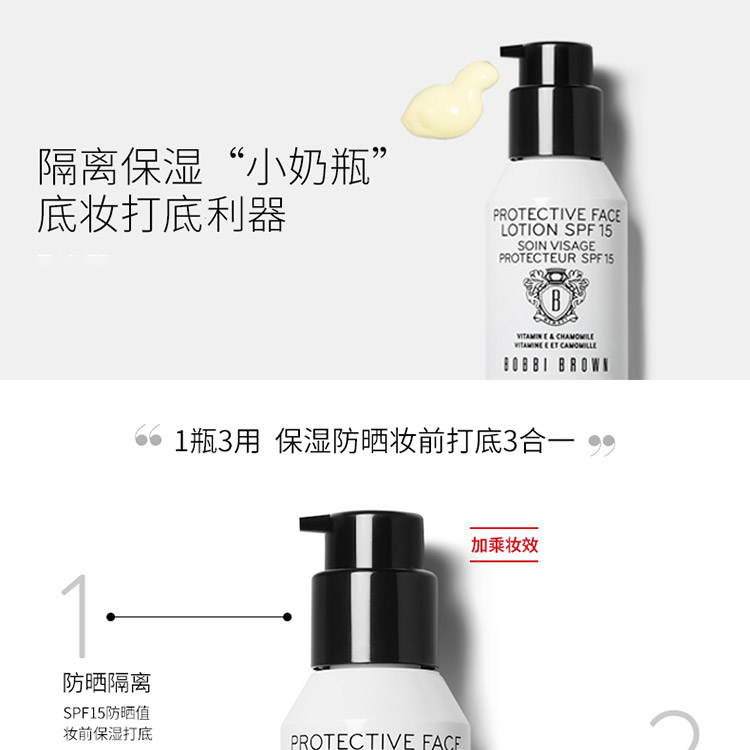 隔离保湿“小奶瓶”
底妆打底利器
PROTECTIVE FACE
LOTION SPF 15
SOIN VISAGE
PROTECTEUR SPF 15
B
VITAMIN E & CHAMOMILE
VITAMINE E ET CAMOMILLE
BOBBI BROWN
“ 1瓶3用 保湿防晒妆前打底3合一 ”
加乘妆效
1
防晒隔离
SPF15防晒值
妆前保湿打底
PROTECTIVE FACE
2